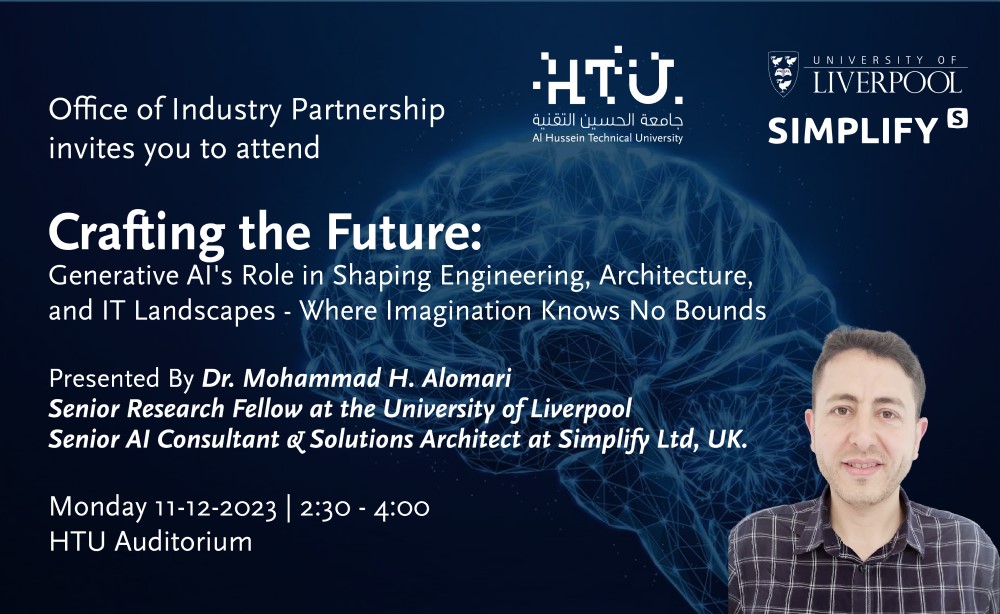 Office of Industry Partnership
invites you to attend
HTU
جامعة الحسين التقنية
Al Hussein Technical University
UNIVERSITY OF
LIVERPOOL
SIMPLIFY S
Crafting the Future:
Generative AI's Role in Shaping Engineering, Architecture,
and IT Landscapes - Where Imagination Knows No Bounds
Presented By Dr. Mohammad H. Alomari
Senior Research Fellow at the University of Liverpool
Senior AI Consultant & Solutions Architect at Simplify Ltd, UK.
Monday 11-12-2023 | 2:30 - 4:00
HTU Auditorium